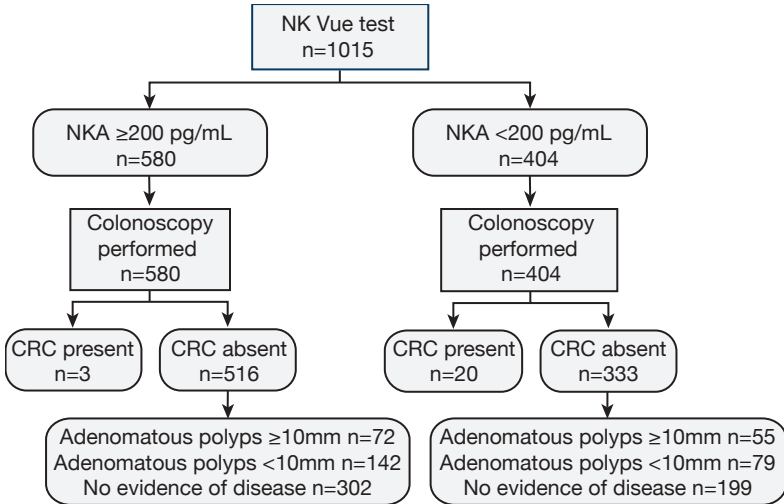 NK Vue test
n=1015
NKA ≥200 pg/mL
n=580
NKA <200 pg/mL
n=404
Colonoscopy
performed
n=580
Colonoscopy
performed
n=404
CRC present
n=3
CRC absent
n=516
CRC present
n=20
CRC absent
n=333
Adenomatous polyps ≥10mm n=72
Adenomatous polyps <10mm n=142
No evidence of disease n=302
Adenomatous polyps ≥10mm n=55
Adenomatous polyps <10mm n=79
No evidence of disease n=199